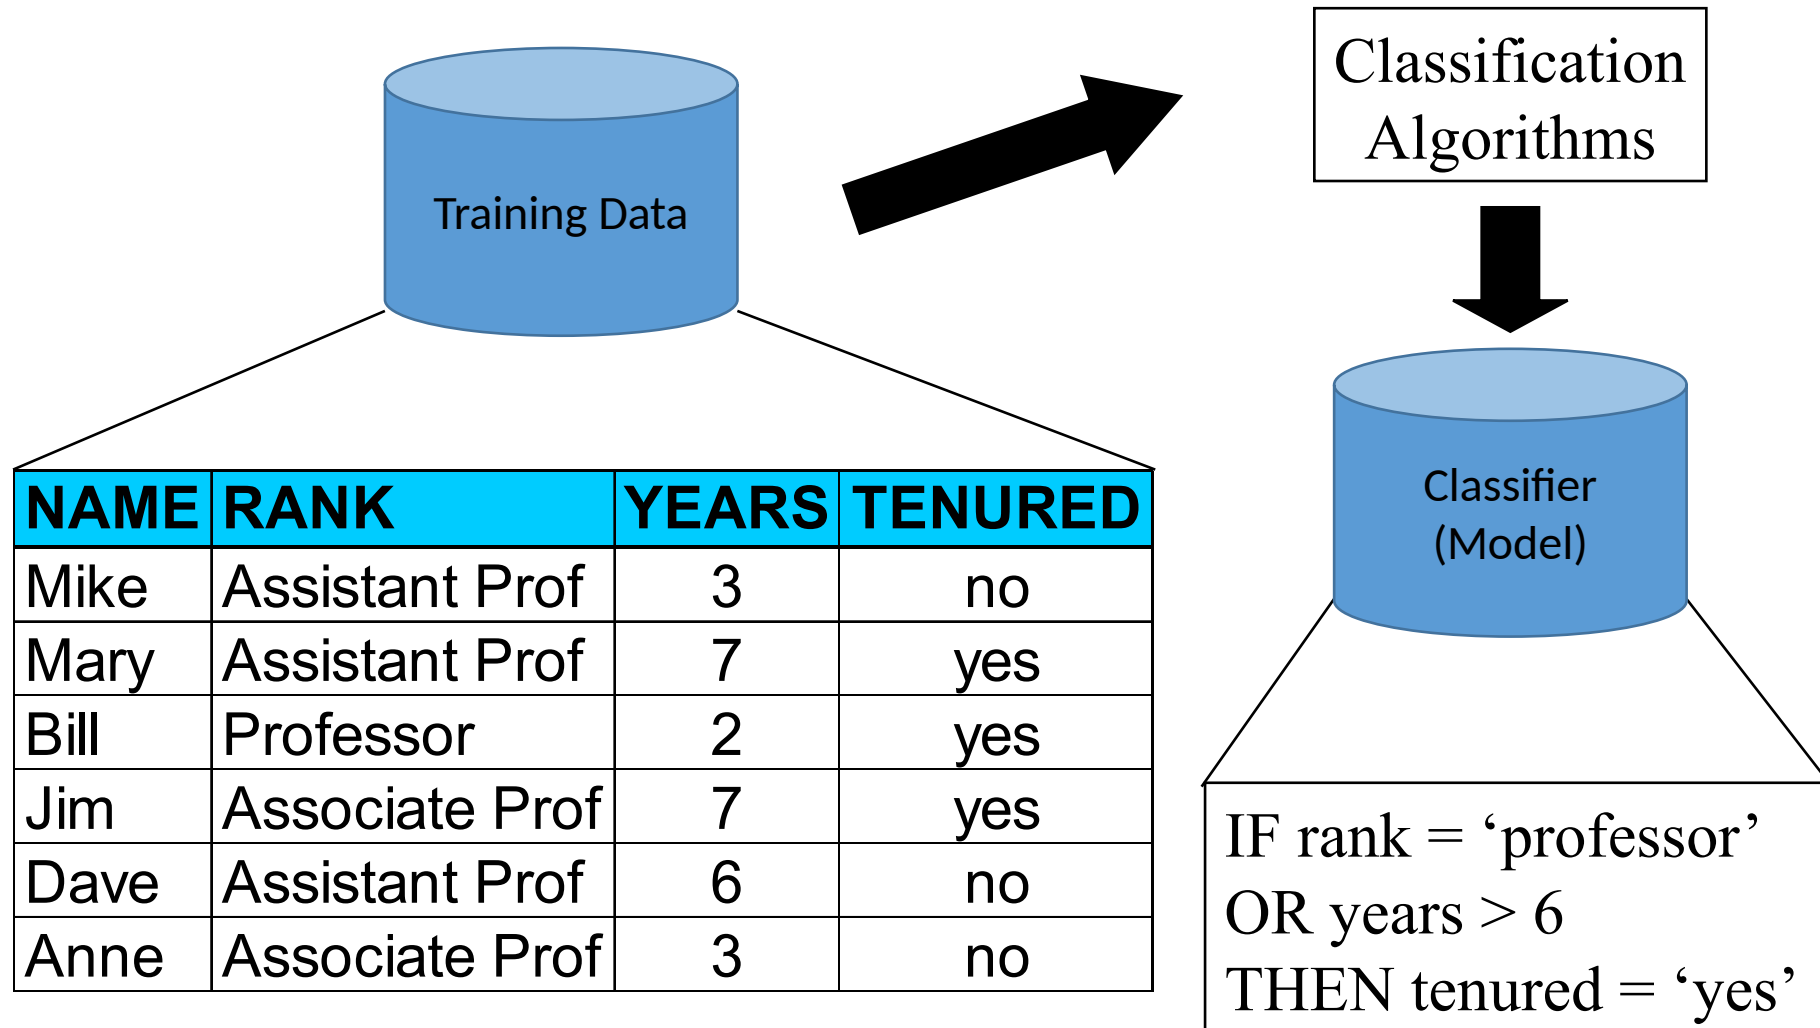 Training Data
Classification
Algorithms
Classifier
(Model)
NAME RANK YEARS TENURED
Mike Assistant Prof 3 no
Mary Assistant Prof 7 yes
Bill Professor 2 yes
Jim Associate Prof 7 yes
Dave Assistant Prof 6 no
Anne Associate Prof 3 no
IF rank = ‘professor’
OR years > 6
THEN tenured = ‘yes’